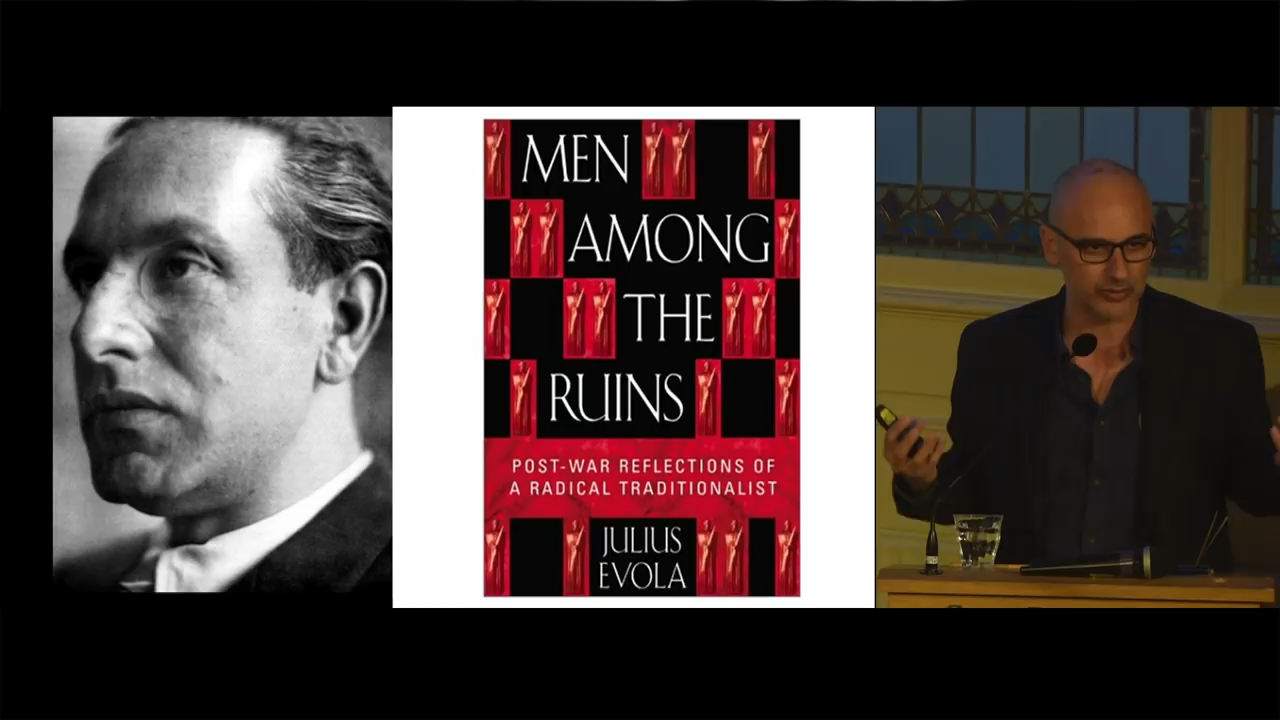 MEN
AMONG
THE
RUINS
POST-WAR REFLECTIONS OF
A RADICAL TRADITIONALIST
JULIUS
EVOLA